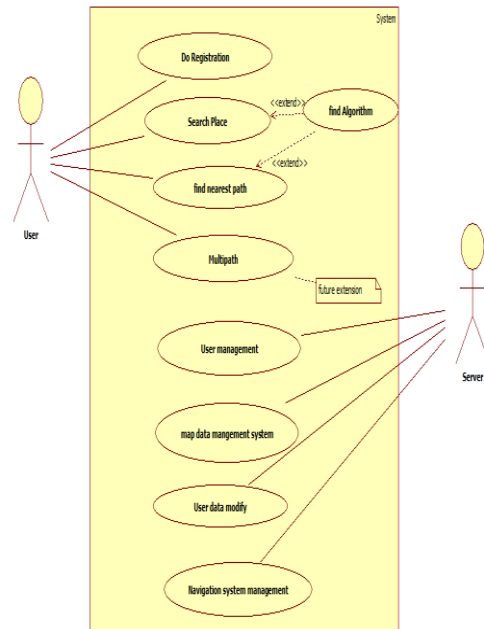 System
Do Registration
<<extend>>
find Algorithm
Search Place
<<extend>>
find nearest path
User
Multipath
future extension
User management
Server
map data mangement system
User data modify
Navigation system management